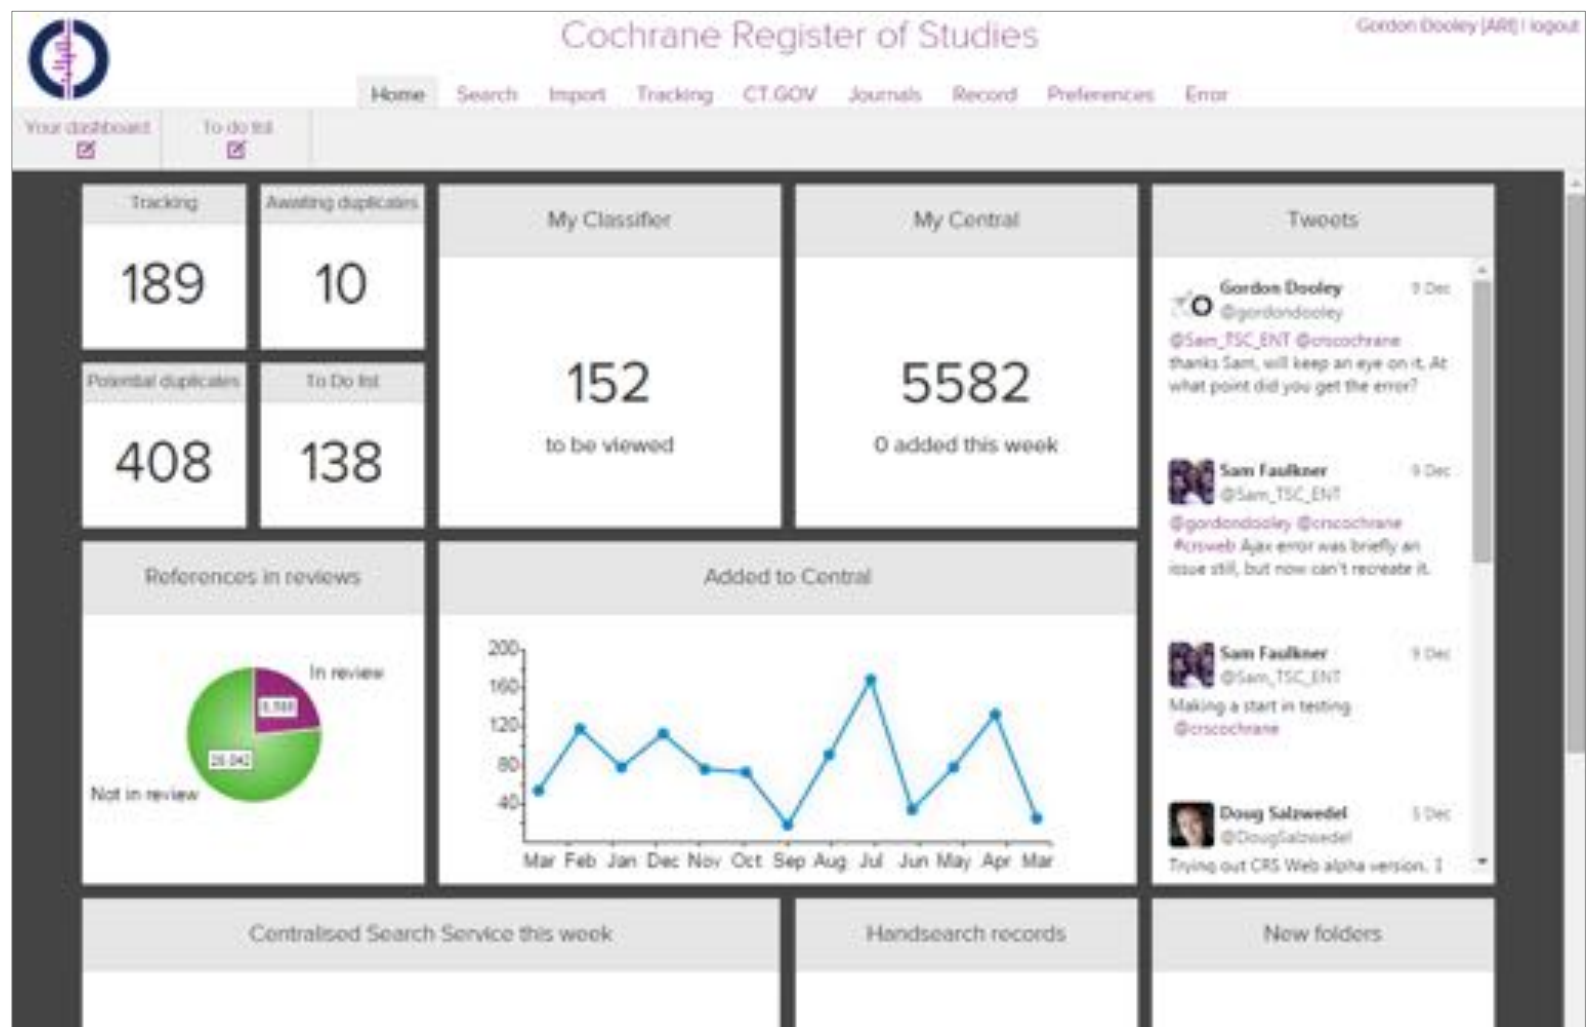 Cochrane Register of Studies
Gordon Dooley [ARI] | logout
Home Search Import Tracking CT.GOV Journals Record Preferences Error
Your dashboard To do list
Tracking
189
Awaiting duplicates
10
My Classifier
152
to be viewed
My Central
5582
0 added this week
Potential duplicates
408
To Do list
138
Tweets
Gordon Dooley 9 Dec
@gordondooley
@Sam_TSC_ENT @crscochrane
thanks Sam, will keep an eye on it. At
what point did you get the error?
Sam Faulkner 9 Dec
@Sam_TSC_ENT
@gordondooley @crscochrane
#crsweb Ajax error was briefly an
issue still, but now can't recreate it.
Sam Faulkner 9 Dec
@Sam_TSC_ENT
Making a start in testing
@crscochrane
Doug Salzwedel 5 Dec
@DougSalzwedel
Trying out CRS Web alpha version. I
References in reviews
In review
Not in review
Added to Central
200
160
120
80
40
Mar Feb Jan Dec Nov Oct Sep Aug Jul Jun May Apr Mar
Centralised Search Service this week
Handsearch records
New folders